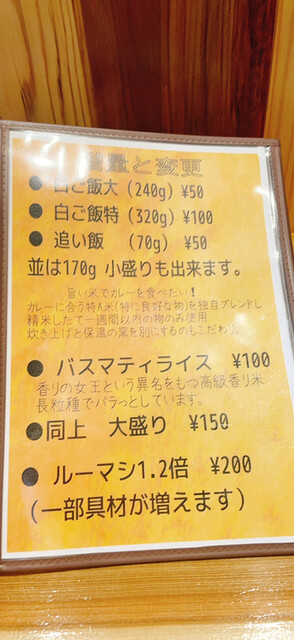 増量と変更
● 白ご飯大 (240g) ¥50
● 白ご飯特 (320g) ¥100
● 追い飯 (70g) ¥50
並は170g 小盛りも出来ます。
旨い米でカレーを食べたい!
カレーに合う特A米(特に良好な物)を独自ブレンドし
精米したて一週間以内の物のみ使用
炊き上げと保温の窯を別にするのもこだわり。
● バスマティライス ¥100
香りの女王という異名をもつ高級香り米
長粒種でパラっとしています。
● 同上 大盛り ¥150
● ルーマシ1.2倍 ¥200
(一部具材が増えます)